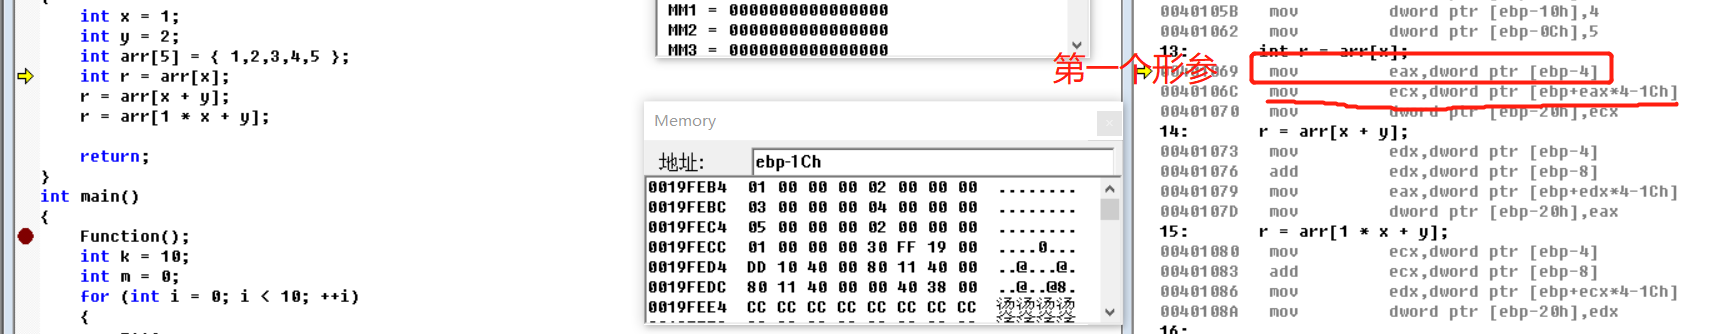 int x = 1;
int y = 2;
int arr[5] = { 1,2,3,4,5 };
int r = arr[x];
r = arr[x + y];
r = arr[1 * x + y];
return;
}
int main()
{
Function();
int k = 10;
int m = 0;
for (int i = 0; i < 10; ++i)
{
MM1 = 0000000000000000
MM2 = 0000000000000000
MM3 = 0000000000000000
Memory
地址: ebp-1Ch
0019FEB4 01 00 00 00 02 00 00 00 ........
0019FEBC 03 00 00 00 04 00 00 00 ........
0019FEC4 05 00 00 00 02 00 00 00 ........
0019FECC 01 00 00 00 30 FF 19 00 ....0...
0019FED4 DD 10 40 00 80 11 40 00 ..@...@.
0019FEDC 80 11 40 00 00 40 38 00 ..@..@8.
0019FEE4 CC CC CC CC CC CC CC CC 烫烫烫烫
第一个形参
0040105B mov dword ptr [ebp-10h],4
00401062 mov dword ptr [ebp-0Ch],5
13: int r = arr[x];
00401069 mov eax,dword ptr [ebp-4]
0040106C mov ecx,dword ptr [ebp+eax*4-1Ch]
00401070 mov dword ptr [ebp-20h],ecx
14: r = arr[x + y];
00401073 mov edx,dword ptr [ebp-4]
00401076 add edx,dword ptr [ebp-8]
00401079 mov eax,dword ptr [ebp+edx*4-1Ch]
0040107D mov dword ptr [ebp-20h],eax
15: r = arr[1 * x + y];
00401080 mov ecx,dword ptr [ebp-4]
00401083 add ecx,dword ptr [ebp-8]
00401086 mov edx,dword ptr [ebp+ecx*4-1Ch]
0040108A mov dword ptr [ebp-20h],edx
16: